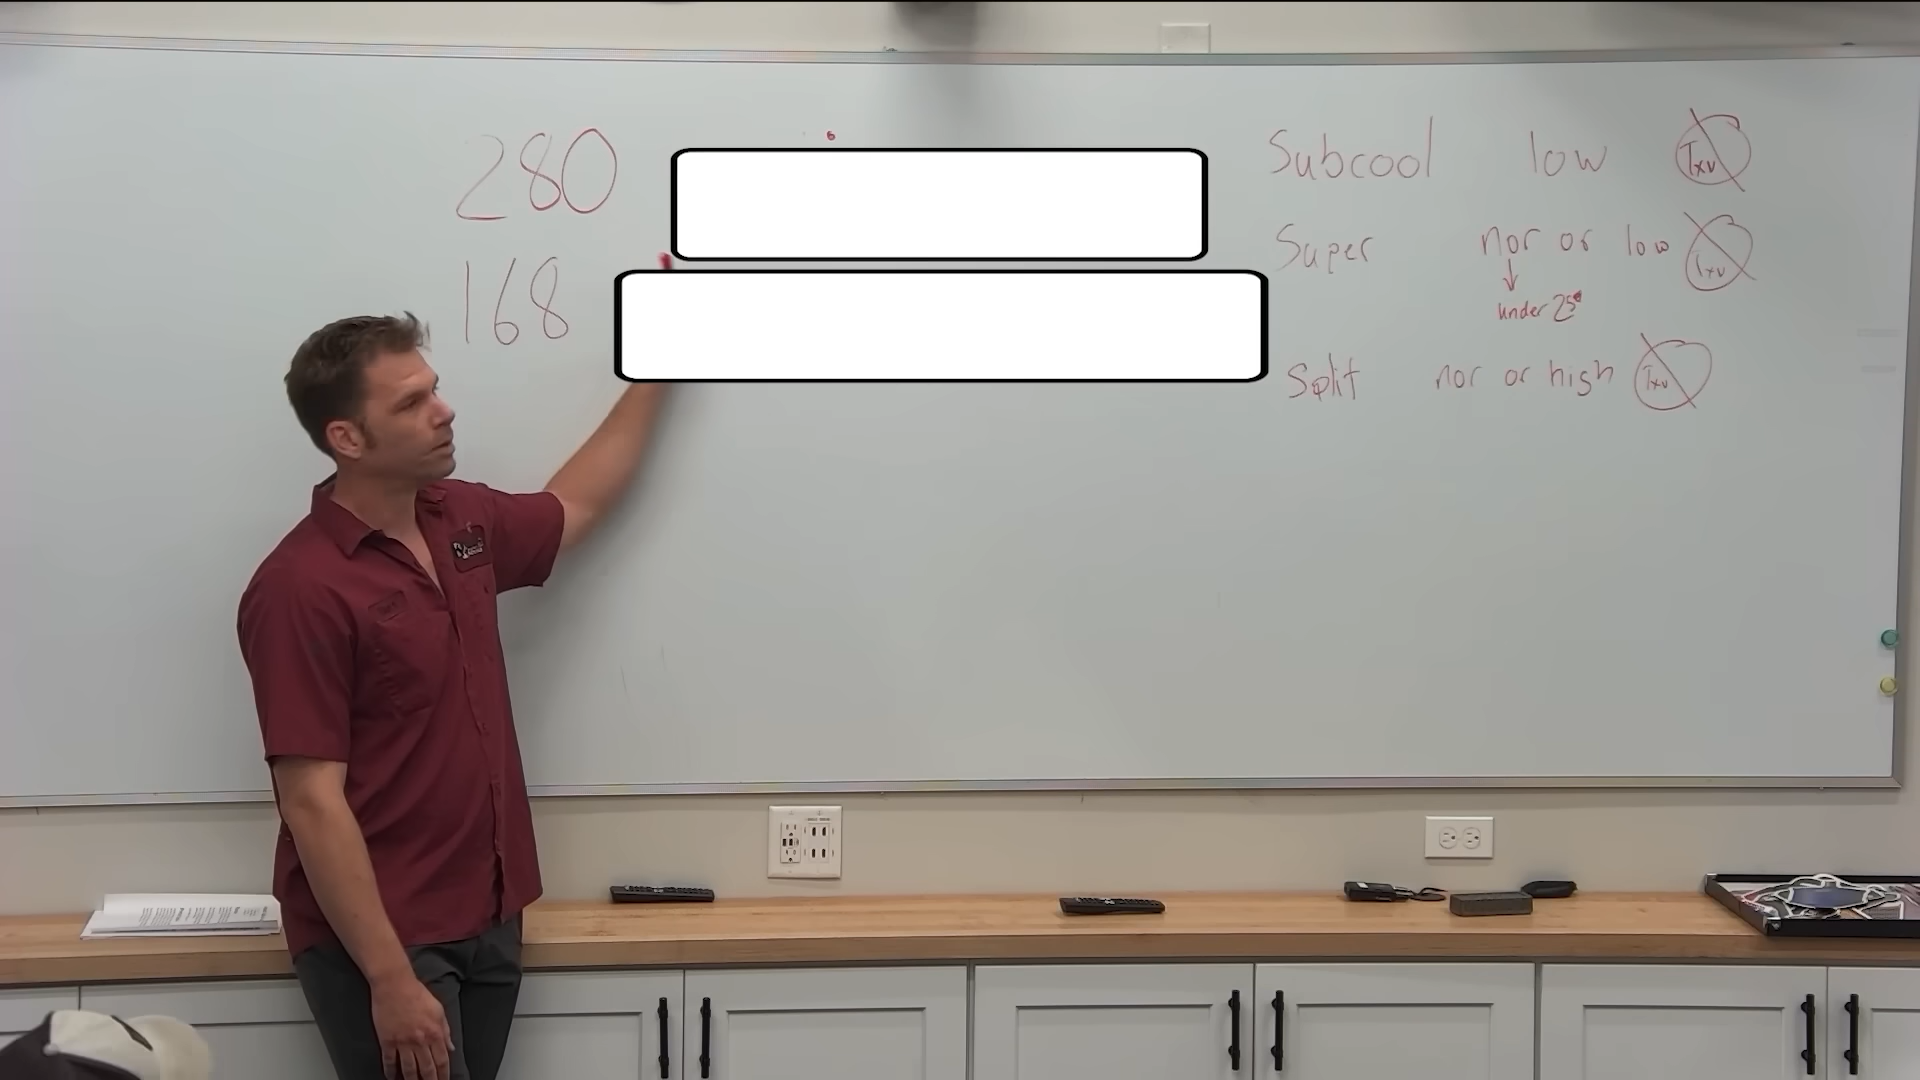 280
168
Subcool low Txv
Super nor or low Txv
under 25°
Split nor or high Txv